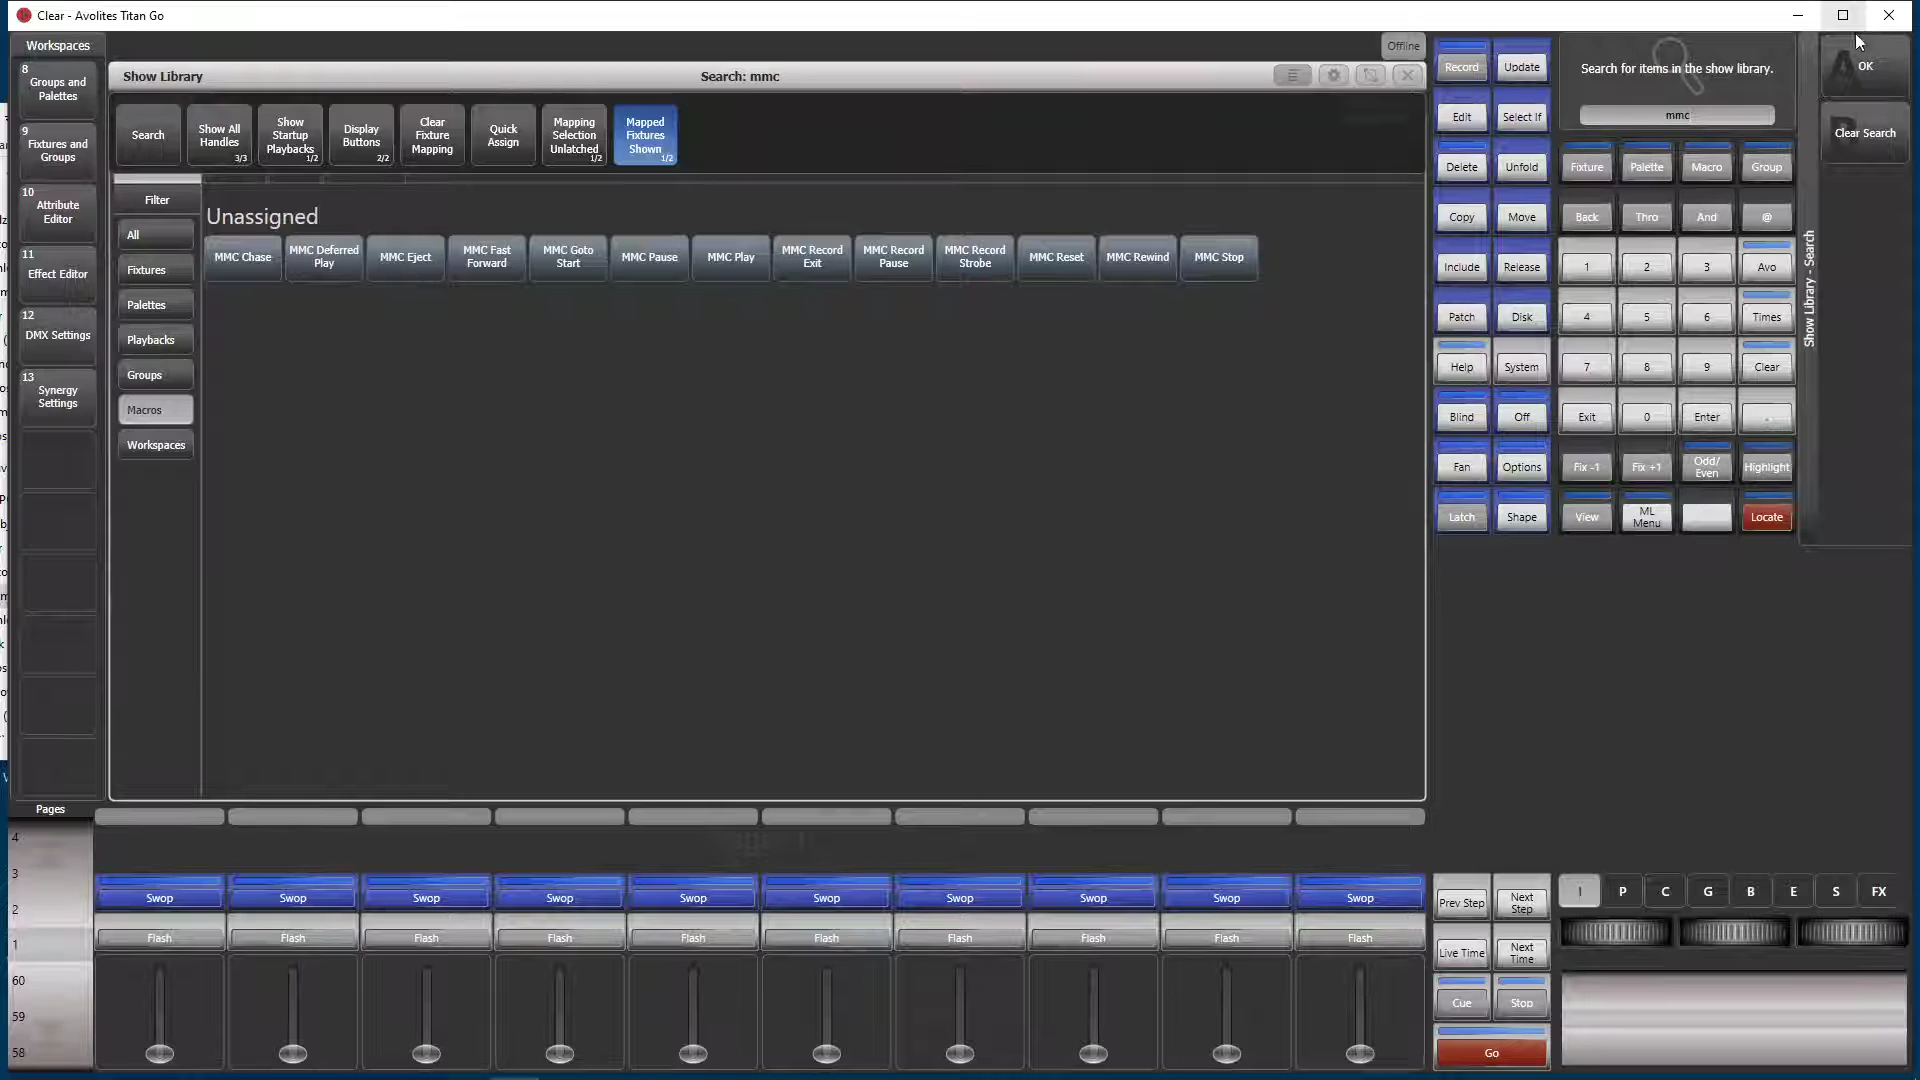 Clear - Avolites Titan Go
Workspaces
8
Groups and
Palettes
9
Fixtures and
Groups
10
Attribute
Editor
11
Effect Editor
12
DMX Settings
13
Synergy
Settings
Offline
Show Library
Search: mmc
Search
Show All
Handles
3/3
Show
Startup
Playbacks
1/2
Display
Buttons
2/2
Clear
Fixture
Mapping
Quick
Assign
Mapping
Selection
Unlatched
1/2
Mapped
Fixtures
Shown
1/2
Filter
All
Fixtures
Palettes
Playbacks
Groups
Macros
Workspaces
Unassigned
MMC Chase
MMC Deferred
Play
MMC Eject
MMC Fast
Forward
MMC Goto
Start
MMC Pause
MMC Play
MMC Record
Exit
MMC Record
Pause
MMC Record
Strobe
MMC Reset
MMC Rewind
MMC Stop
Record
Update
Edit
Select If
Delete
Unfold
Copy
Move
Include
Release
Patch
Disk
Help
System
Blind
Off
Fan
Options
Latch
Shape
Search for items in the show library.
mmc
Fixture
Palette
Macro
Group
Back
Thro
And
@
1
2
3
Avo
4
5
6
Times
7
8
9
Clear
Exit
0
Enter
.
Fix -1
Fix +1
Odd/
Even
Highlight
View
ML
Menu
Locate
Show Library - Search
A
OK
Clear Search
Pages
4
3
2
1
60
59
58
Swop
Swop
Swop
Swop
Swop
Swop
Swop
Swop
Swop
Swop
Flash
Flash
Flash
Flash
Flash
Flash
Flash
Flash
Flash
Flash
Prev Step
Next
Step
Live Time
Next
Time
Cue
Stop
Go
I
P
C
G
B
E
S
FX